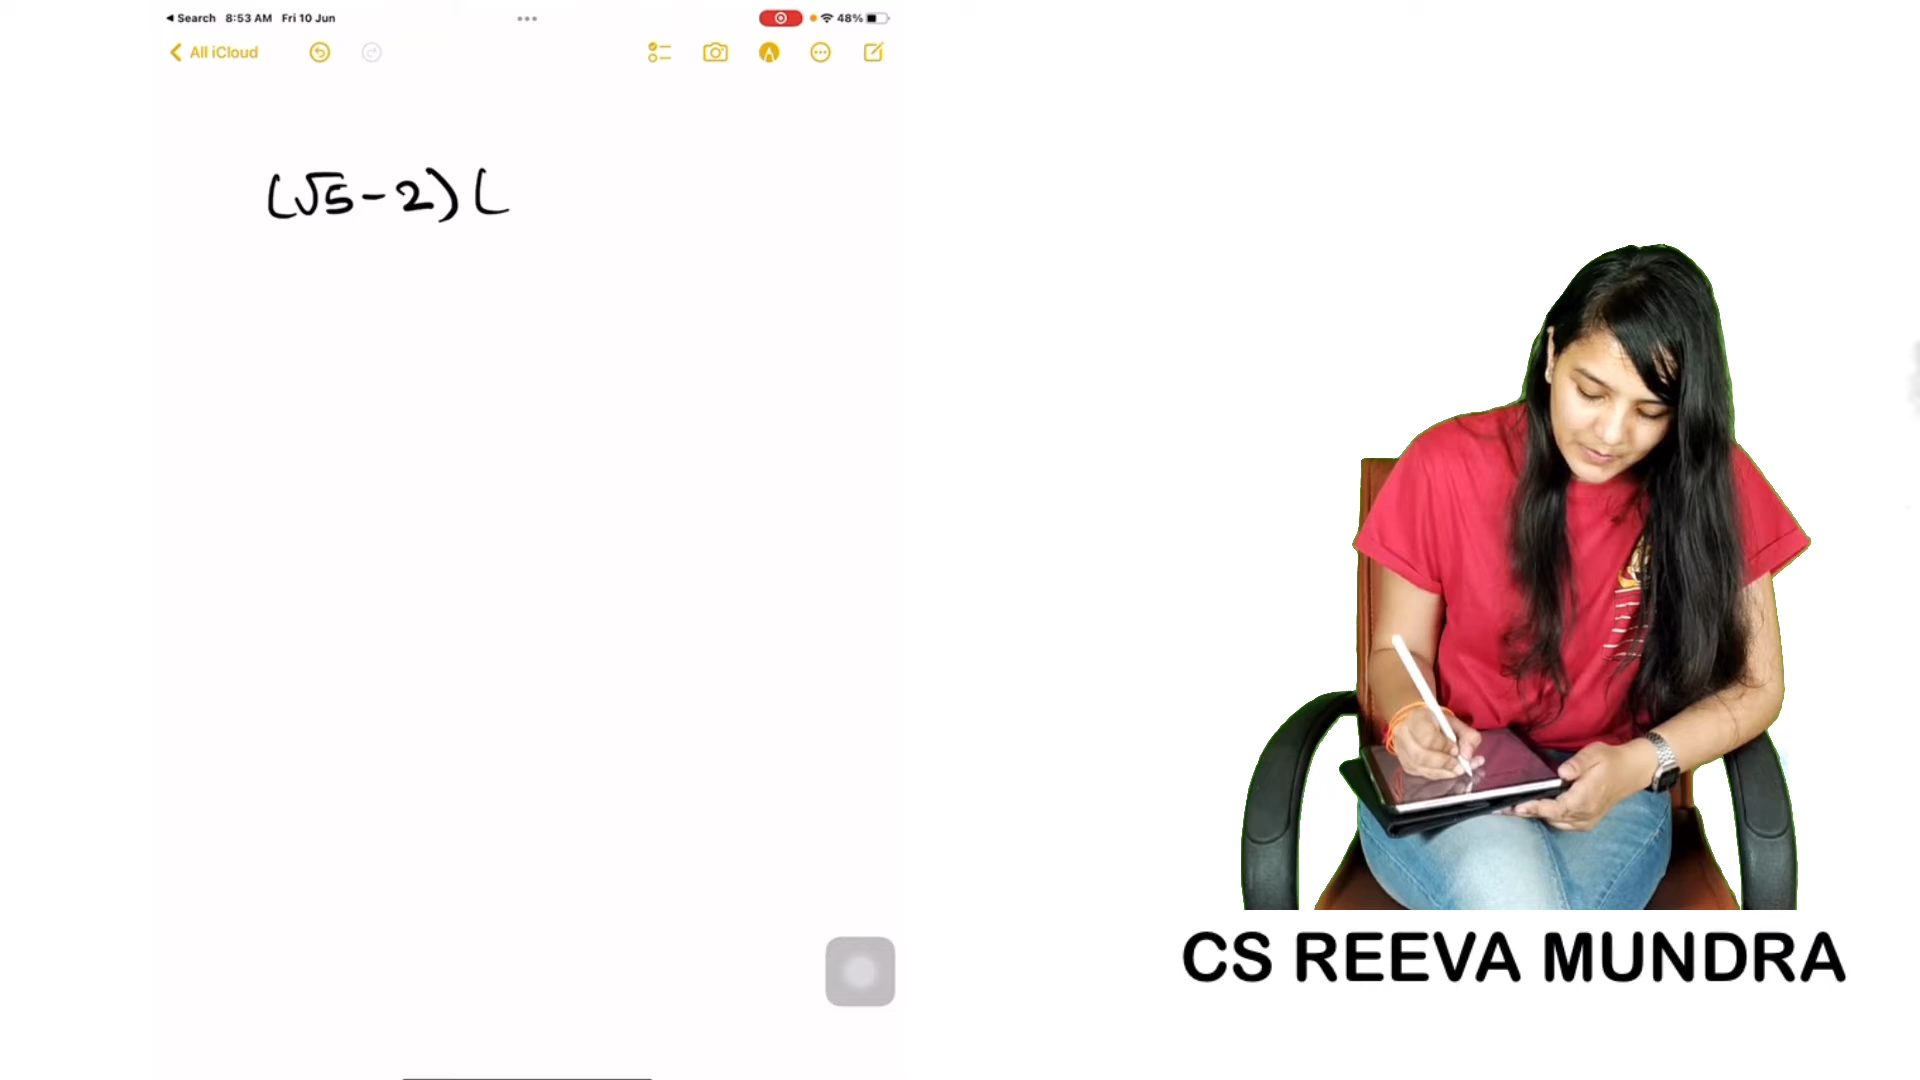 ◀ Search 8:53 AM Fri 10 Jun 48%
All iCloud
(√5-2)(
CS REEVA MUNDRA